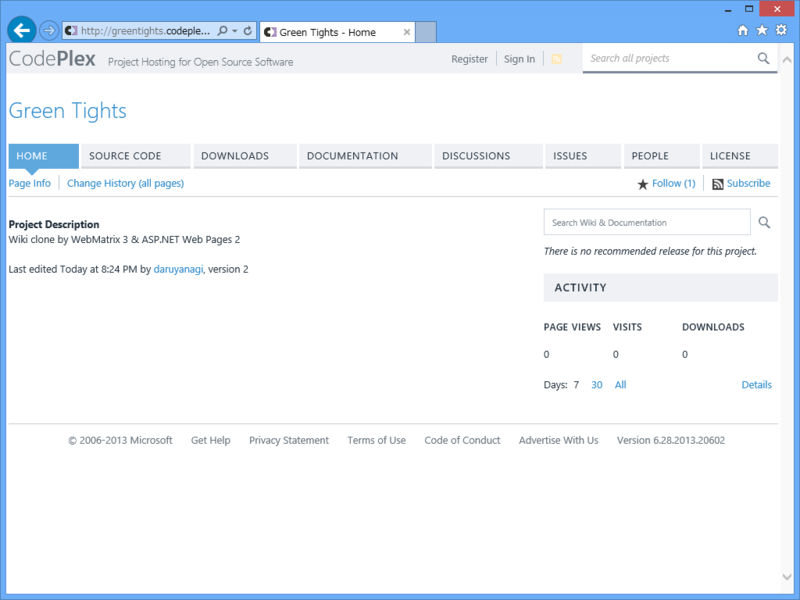 http://greentights.codeple...
Green Tights - Home
CodePlex Project Hosting for Open Source Software
Register Sign In Search all projects
Green Tights
HOME SOURCE CODE DOWNLOADS DOCUMENTATION DISCUSSIONS ISSUES PEOPLE LICENSE
Page Info Change History (all pages) Follow (1) Subscribe
Project Description
Wiki clone by WebMatrix 3 & ASP.NET Web Pages 2
Last edited Today at 8:24 PM by daruyanagi, version 2
Search Wiki & Documentation
There is no recommended release for this project.
ACTIVITY
PAGE VIEWS VISITS DOWNLOADS
0 0 0
Days: 7 30 All Details
© 2006-2013 Microsoft Get Help Privacy Statement Terms of Use Code of Conduct Advertise With Us Version 6.28.2013.20602